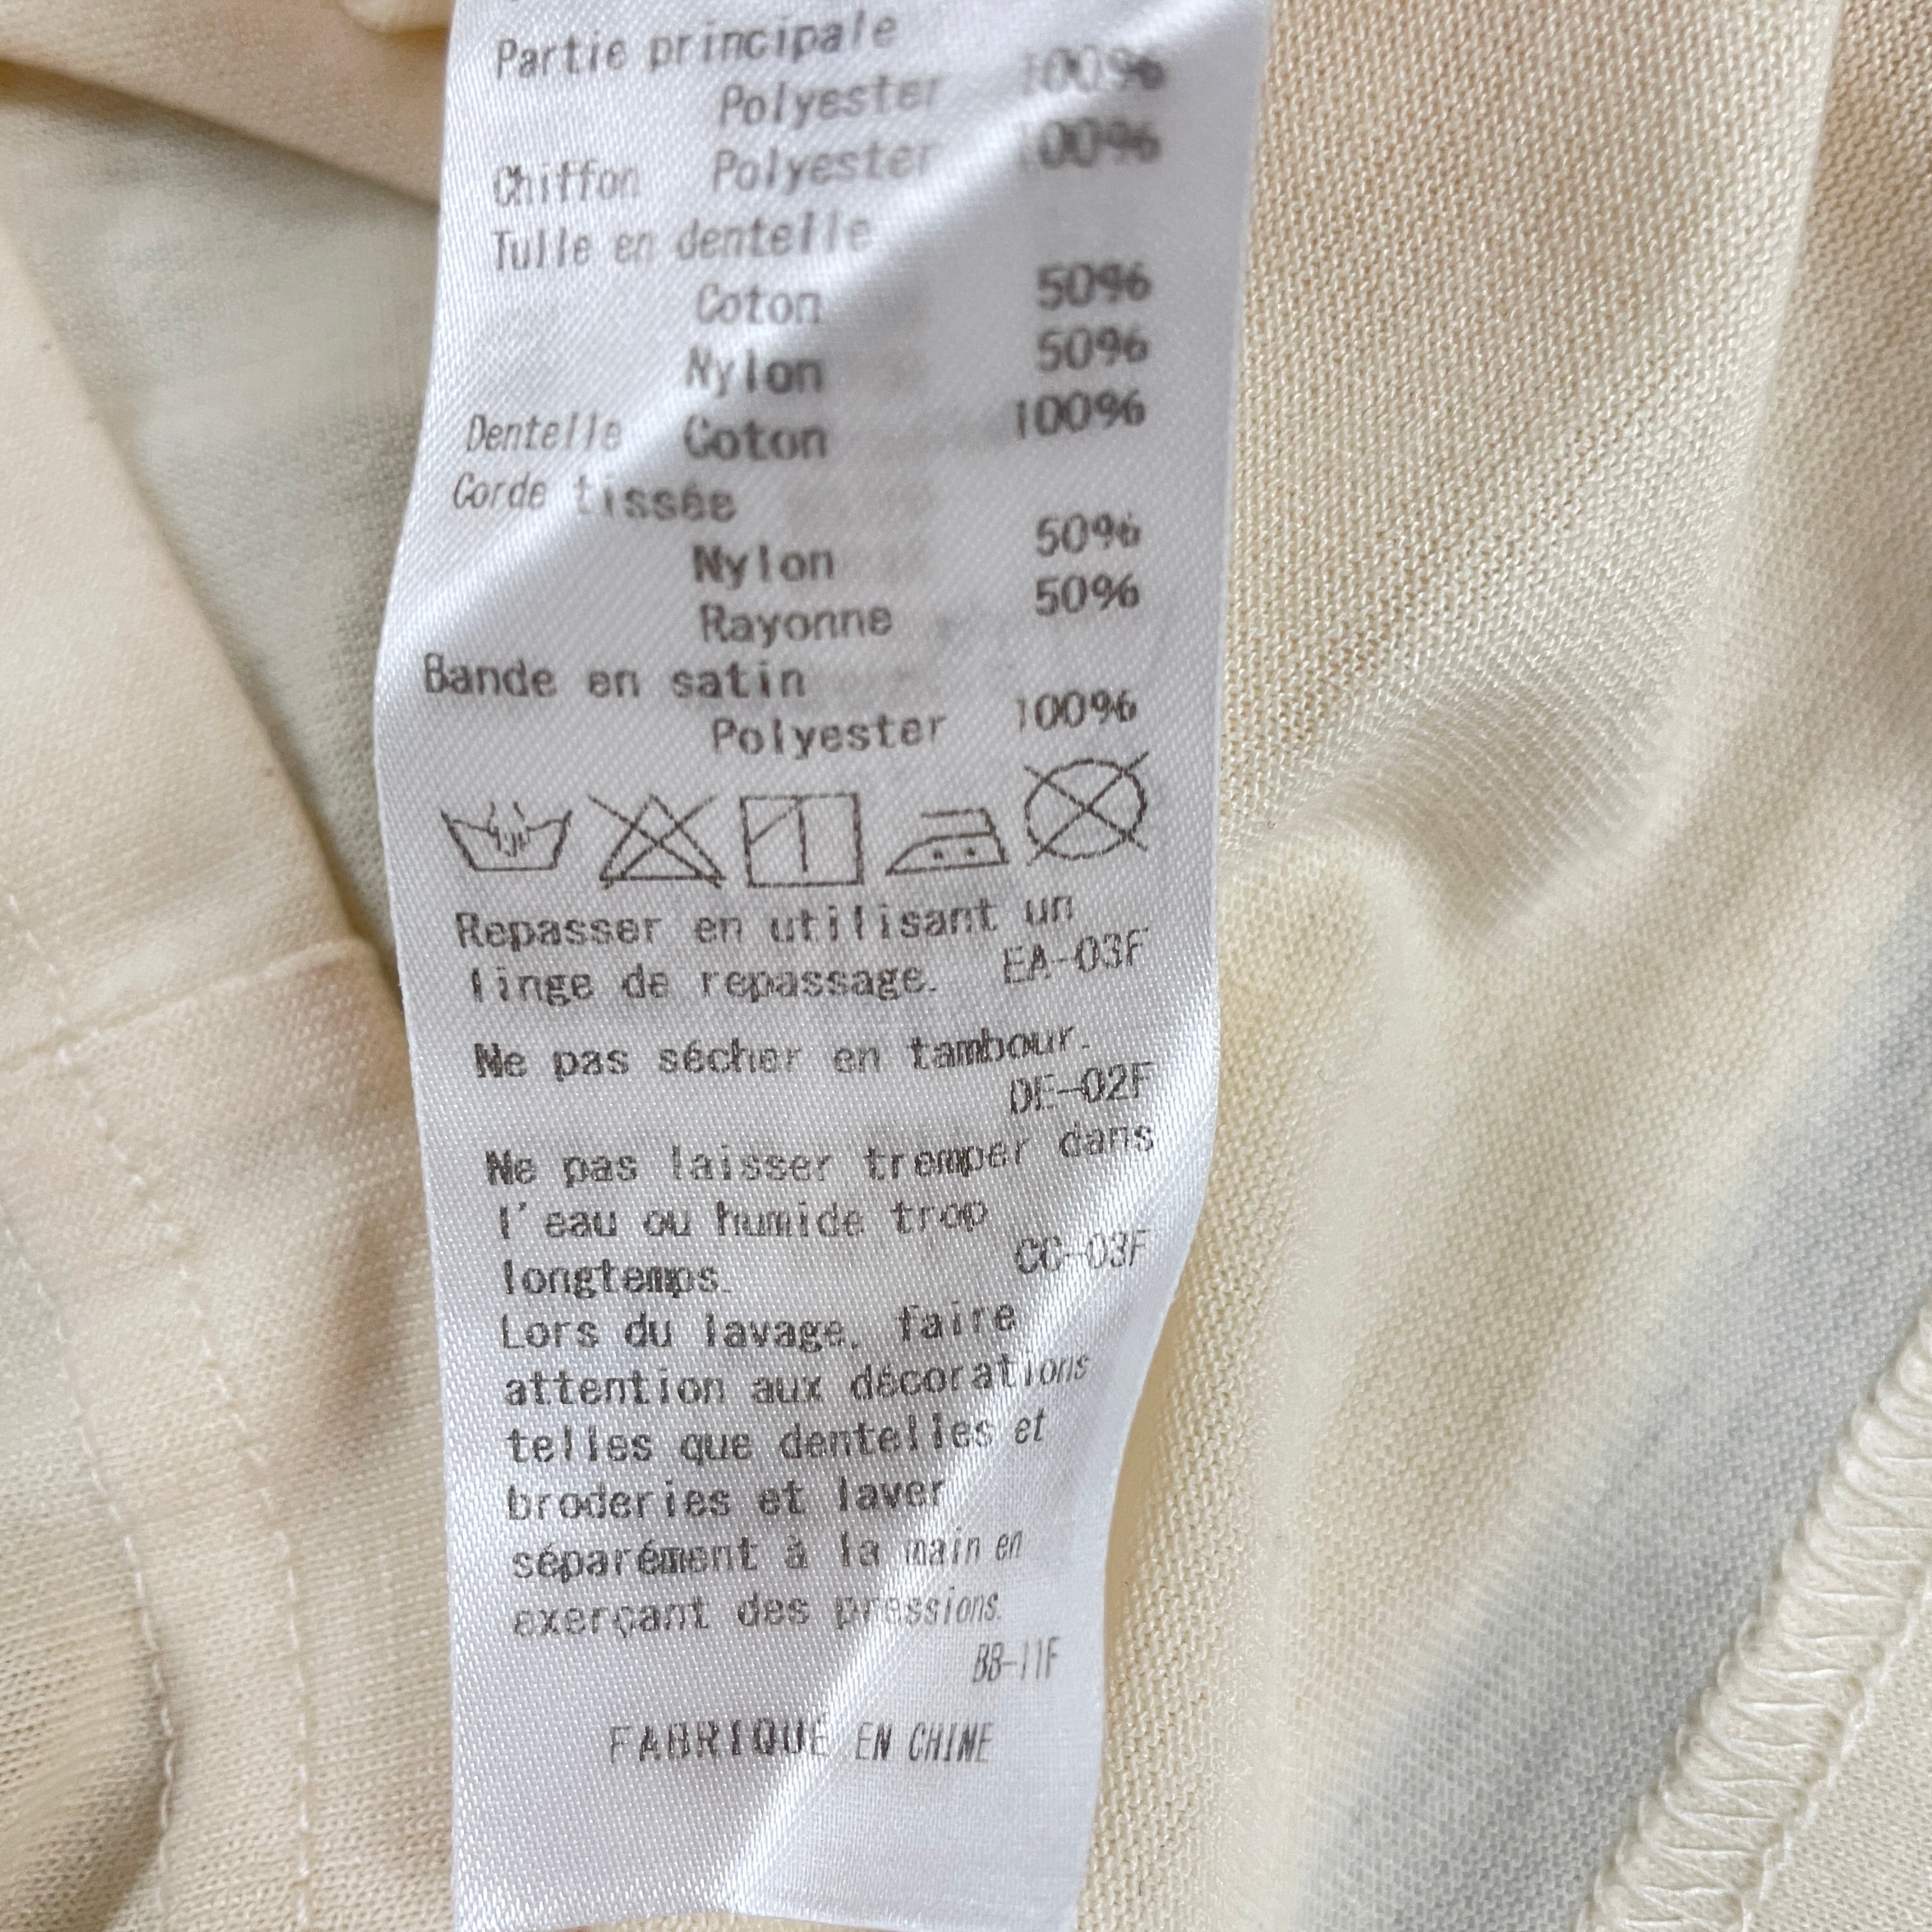 Partie principale
Polyester 100%
Chiffon Polyester 100%
Tulle en dentelle
Coton 50%
Nylon 50%
Dentelle Coton 100%
Corde tissée
Nylon 50%
Rayonne 50%
Bande en satin
Polyester 100%
Repasser en utilisant un
linge de repassage. EA-03F
Ne pas sécher en tambour.
DE-02F
Ne pas laisser tremper dans
l'eau ou humide trop
longtemps. CC-03F
Lors du lavage, faire
attention aux décorations
telles que dentelles et
broderies et laver
séparément à la main en
exerçant des pressions.
BB-11F
FABRIQUÉ EN CHINE